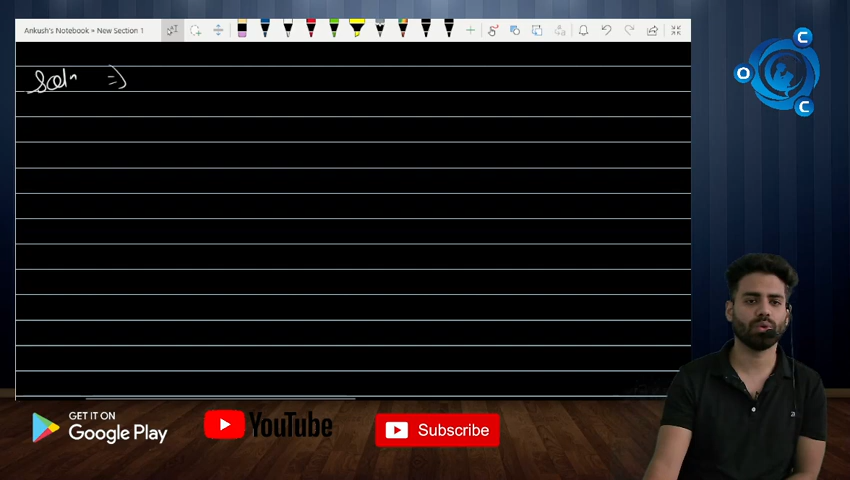 Ankush's Notebook » New Section 1
Soln ⇒
C
O
C
GET IT ON
Google Play
YouTube
Subscribe